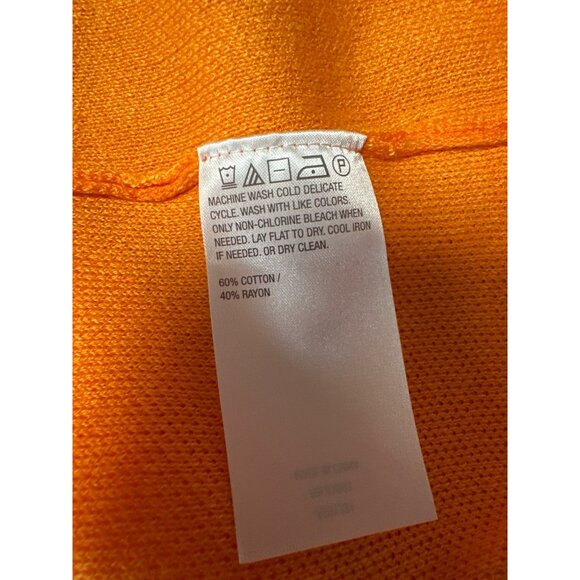 P
MACHINE WASH COLD DELICATE
CYCLE. WASH WITH LIKE COLORS.
ONLY NON-CHLORINE BLEACH WHEN
NEEDED. LAY FLAT TO DRY. COOL IRON
IF NEEDED. OR DRY CLEAN.
60% COTTON /
40% RAYON